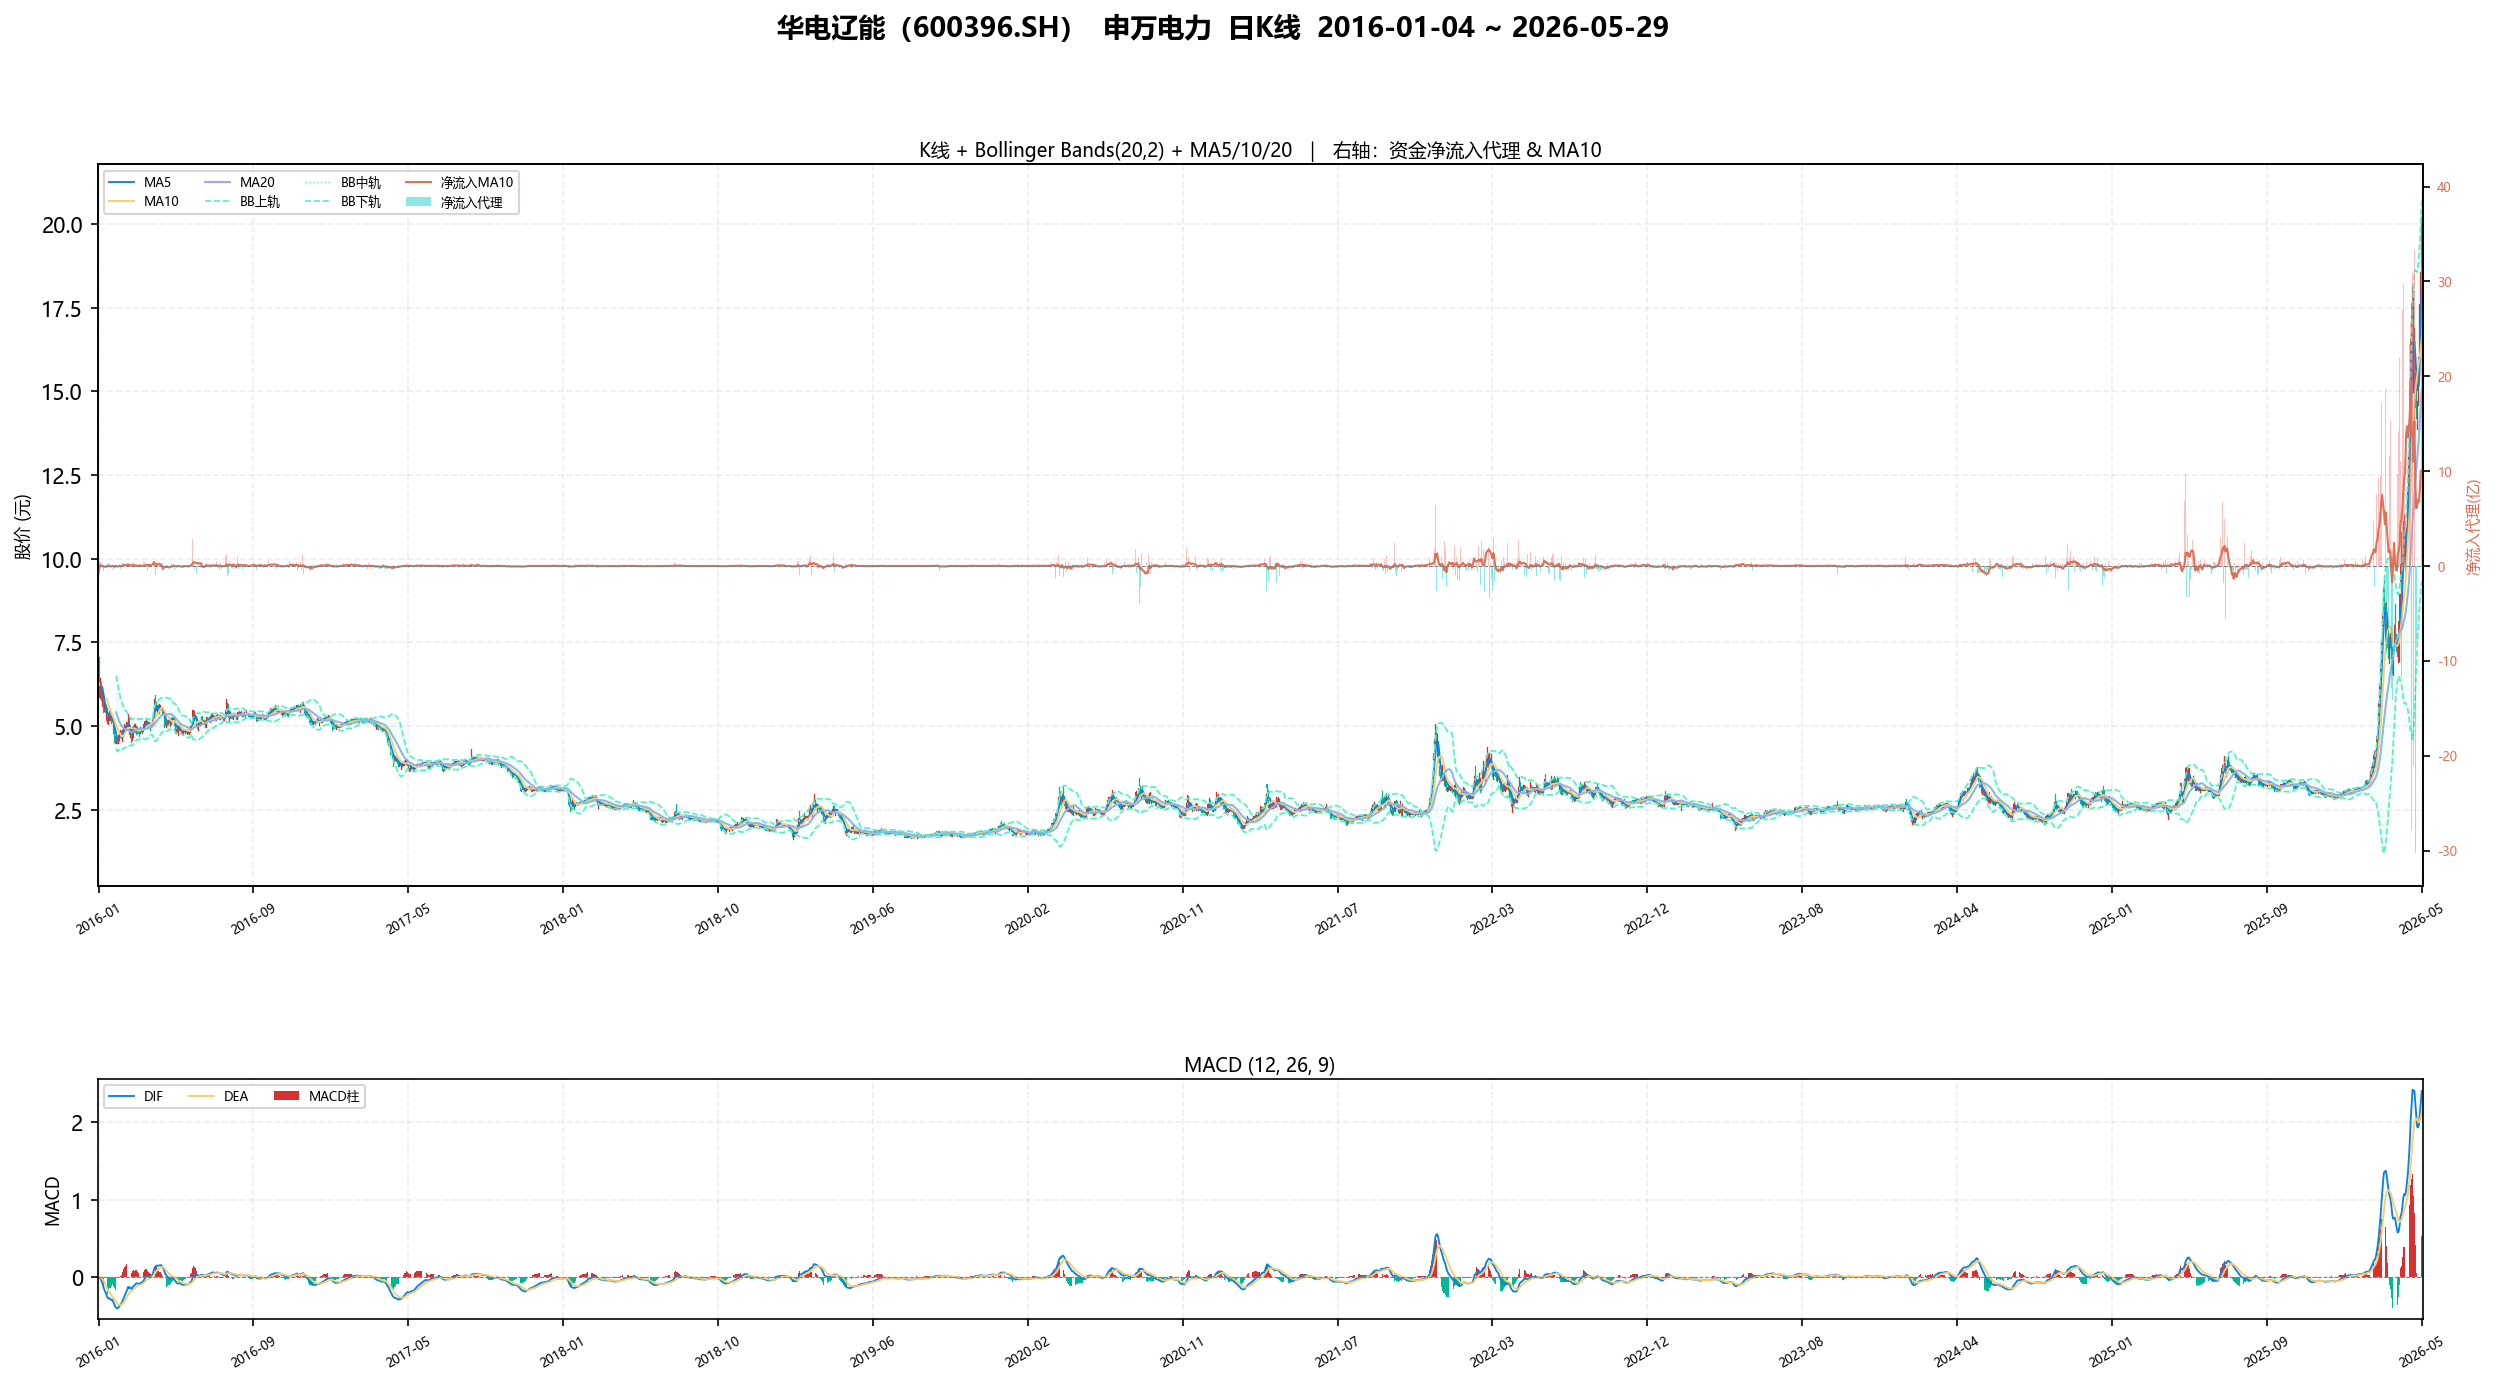 华电辽能（600396.SH） 申万电力 日K线 2016-01-04 ~ 2026-05-29
K线 + Bollinger Bands(20,2) + MA5/10/20 | 右轴：资金净流入代理 & MA10
MA5 MA20 BB中轨 净流入MA10
MA10 BB上轨 BB下轨 净流入代理
股价 (元)
20.0
17.5
15.0
12.5
10.0
7.5
5.0
2.5
40
30
20
10
0
-10
-20
-30
净流入代理(亿)
2016-01 2016-09 2017-05 2018-01 2018-10 2019-06 2020-02 2020-11 2021-07 2022-03 2022-12 2023-08 2024-04 2025-01 2025-09 2026-05
MACD (12, 26, 9)
DIF DEA MACD柱
MACD
2
1
0
2016-01 2016-09 2017-05 2018-01 2018-10 2019-06 2020-02 2020-11 2021-07 2022-03 2022-12 2023-08 2024-04 2025-01 2025-09 2026-05